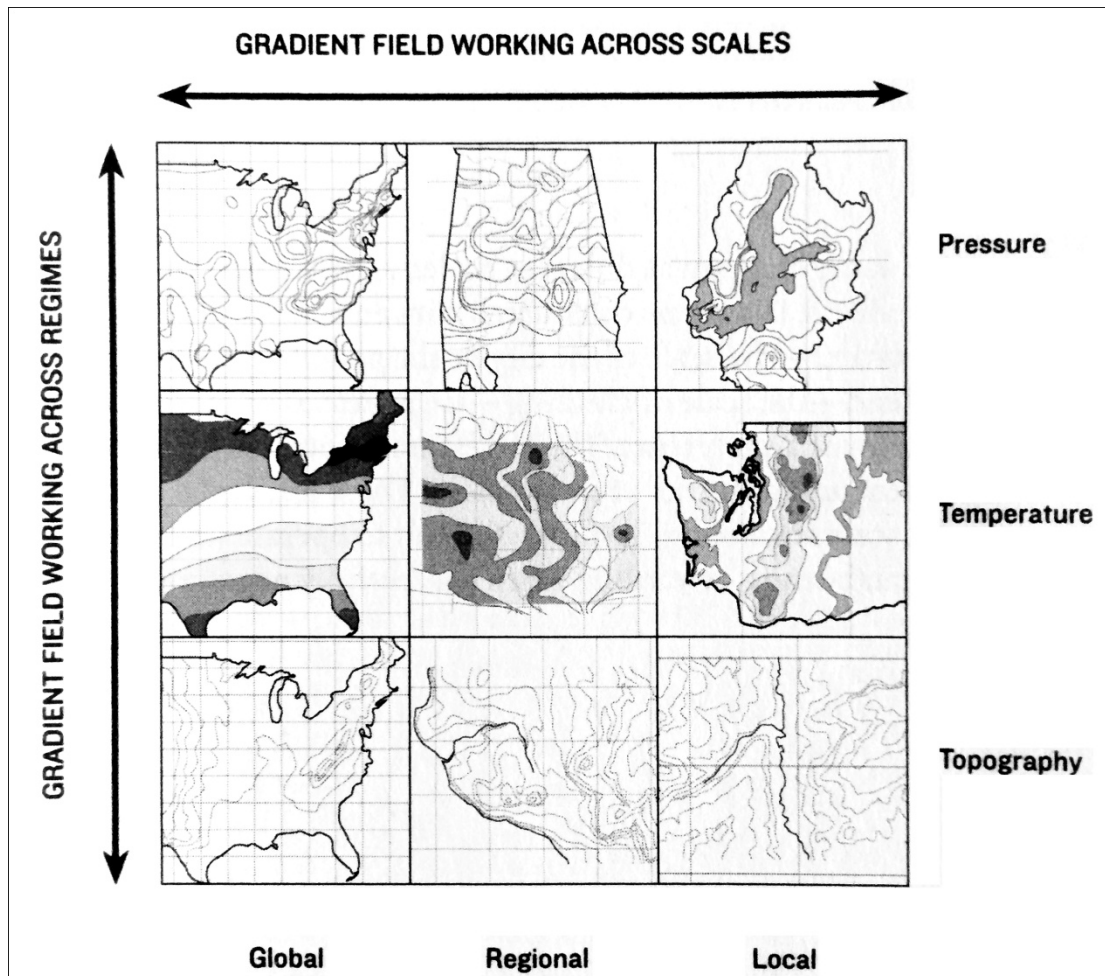 GRADIENT FIELD WORKING ACROSS SCALES
GRADIENT FIELD WORKING ACROSS REGIMES
Pressure
Temperature
Topography
Global
Regional
Local